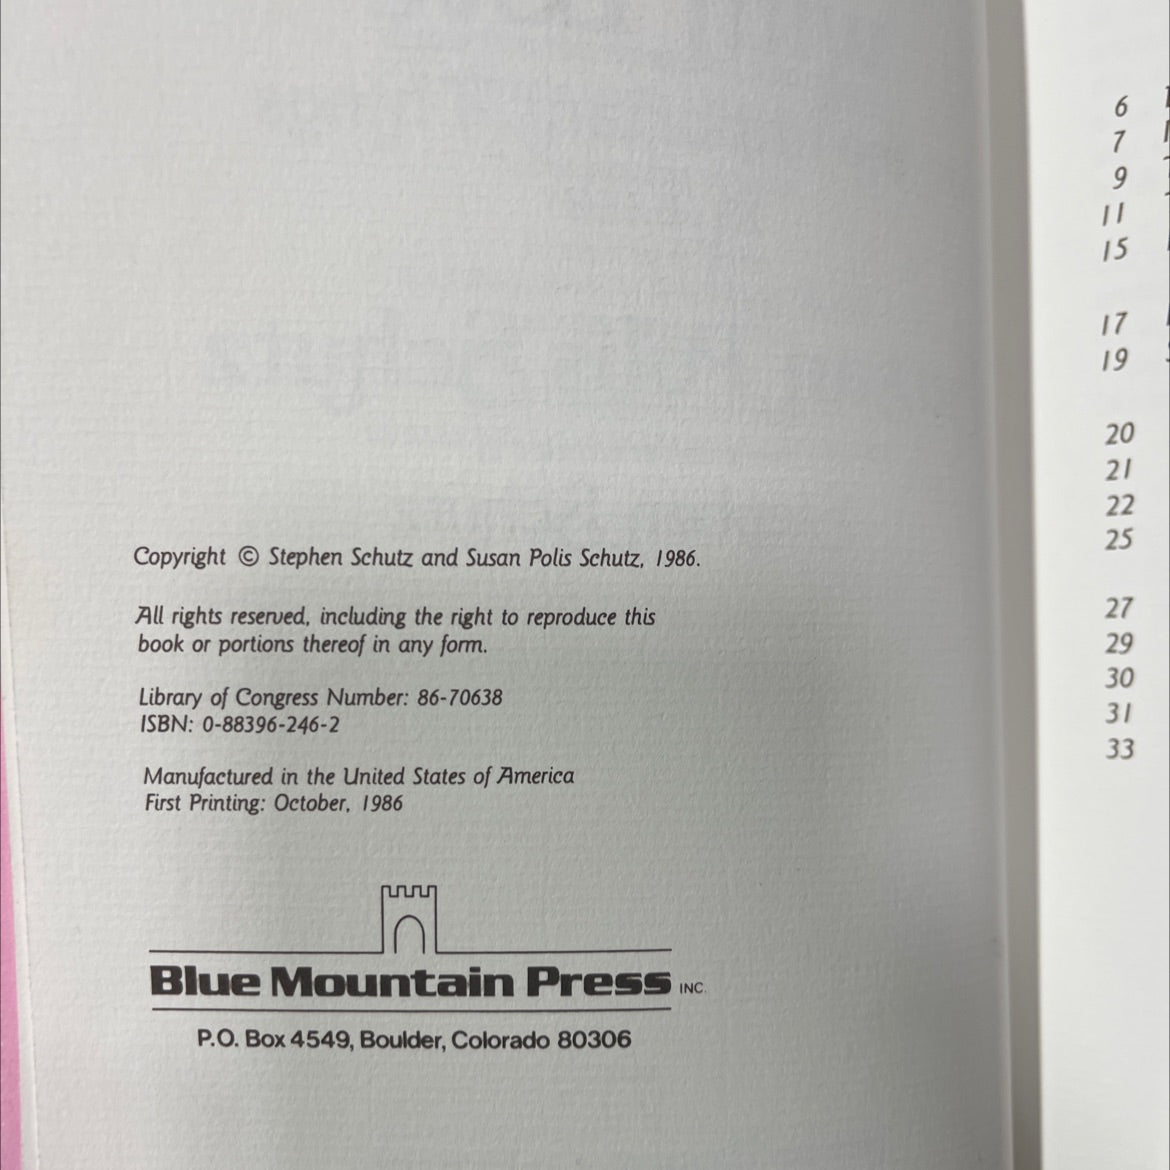 Copyright © Stephen Schutz and Susan Polis Schutz, 1986.
All rights reserved, including the right to reproduce this
book or portions thereof in any form.
Library of Congress Number: 86-70638
ISBN: 0-88396-246-2
Manufactured in the United States of America
First Printing: October, 1986
Blue Mountain Press INC.
P.O. Box 4549, Boulder, Colorado 80306
6
7
9
11
15
17
19
20
21
22
25
27
29
30
31
33